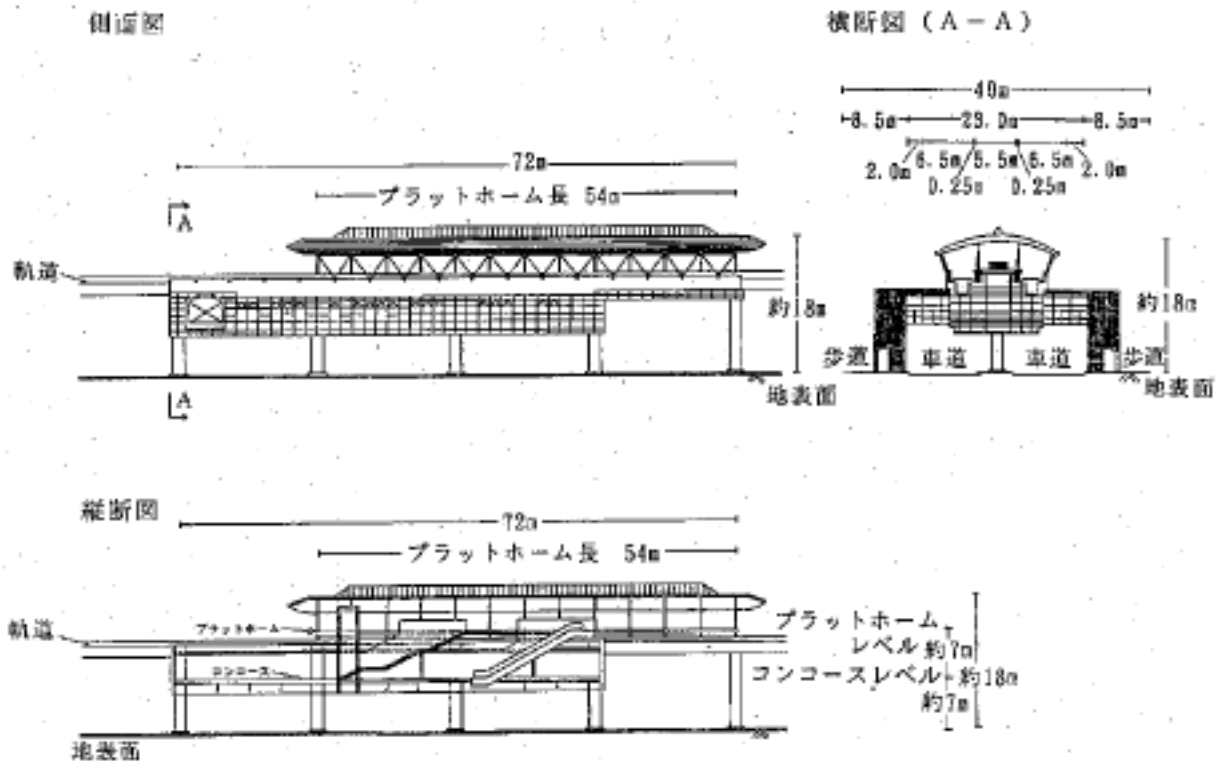 側面図
72m
プラットホーム長 54m
A
軌道
約18m
地表面
A
横断図（A－A）
40m
8.5m 23.0m 8.5m
2.0m 6.5m 5.5m 6.5m 2.0m
0.25m 0.25m
約18m
歩道 車道 車道 歩道
地表面
縦断図
72m
プラットホーム長 54m
軌道
プラットホーム
コンコース
プラットホーム
レベル 約7m
コンコースレベル 約18m
約7m
地表面